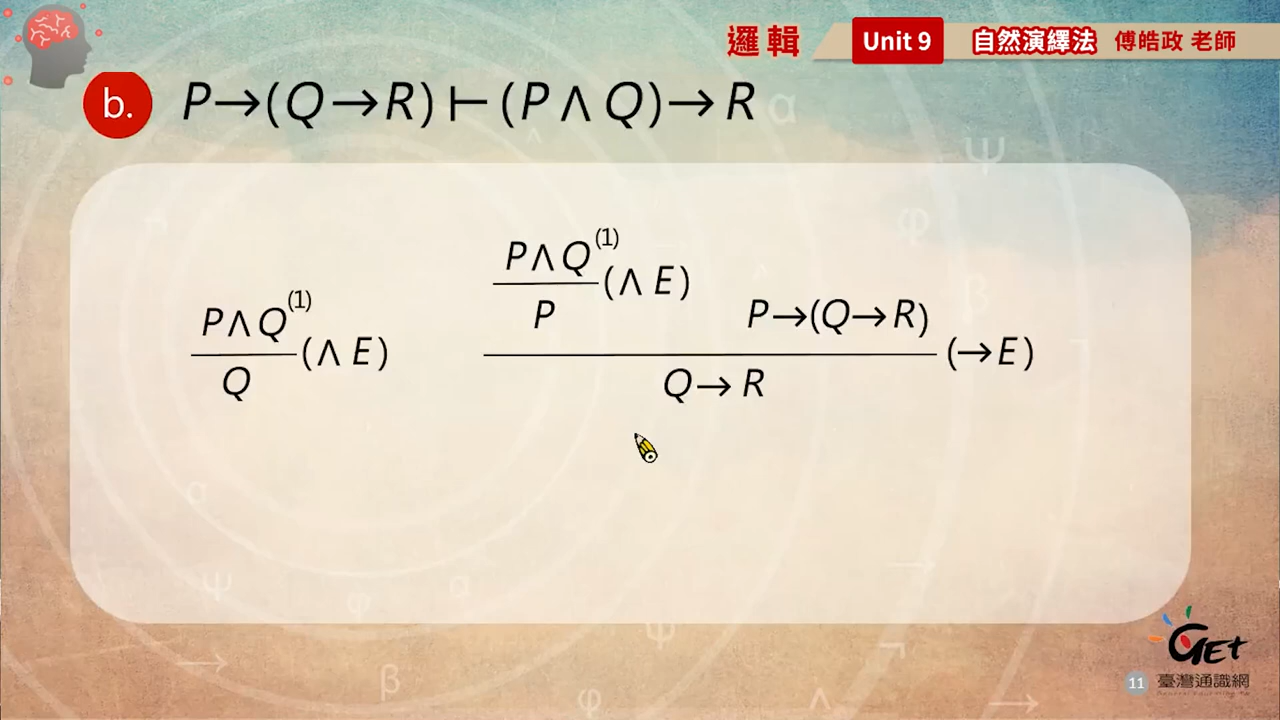 邏輯 Unit 9 自然演繹法 傅皓政 老師
b. P→(Q→R)⊢(P∧Q)→R
P∧Q (1)
P∧Q (1)
(∧E)
P
P→(Q→R)
(∧E)
(→E)
Q
Q→R
GET
11 臺灣通識網